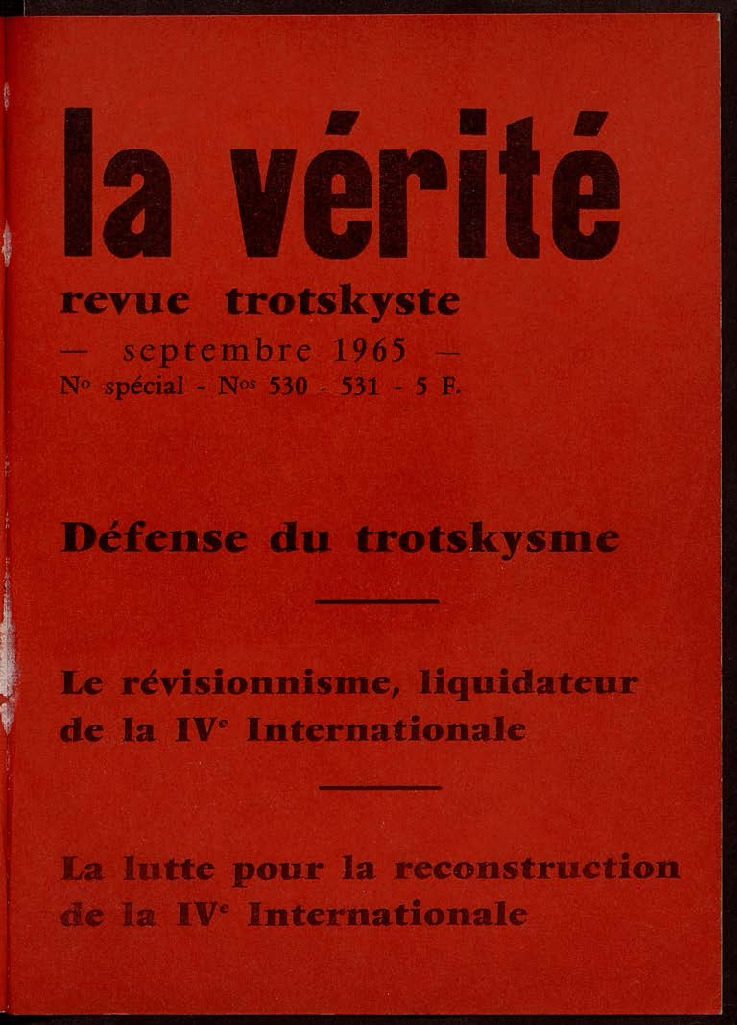 la vérité
revue trotskyste
— septembre 1965 —
Nº spécial - Nos 530 - 531 - 5 F.
Défense du trotskysme
Le révisionnisme, liquidateur
de la IVe Internationale
La lutte pour la reconstruction
de la IVe Internationale